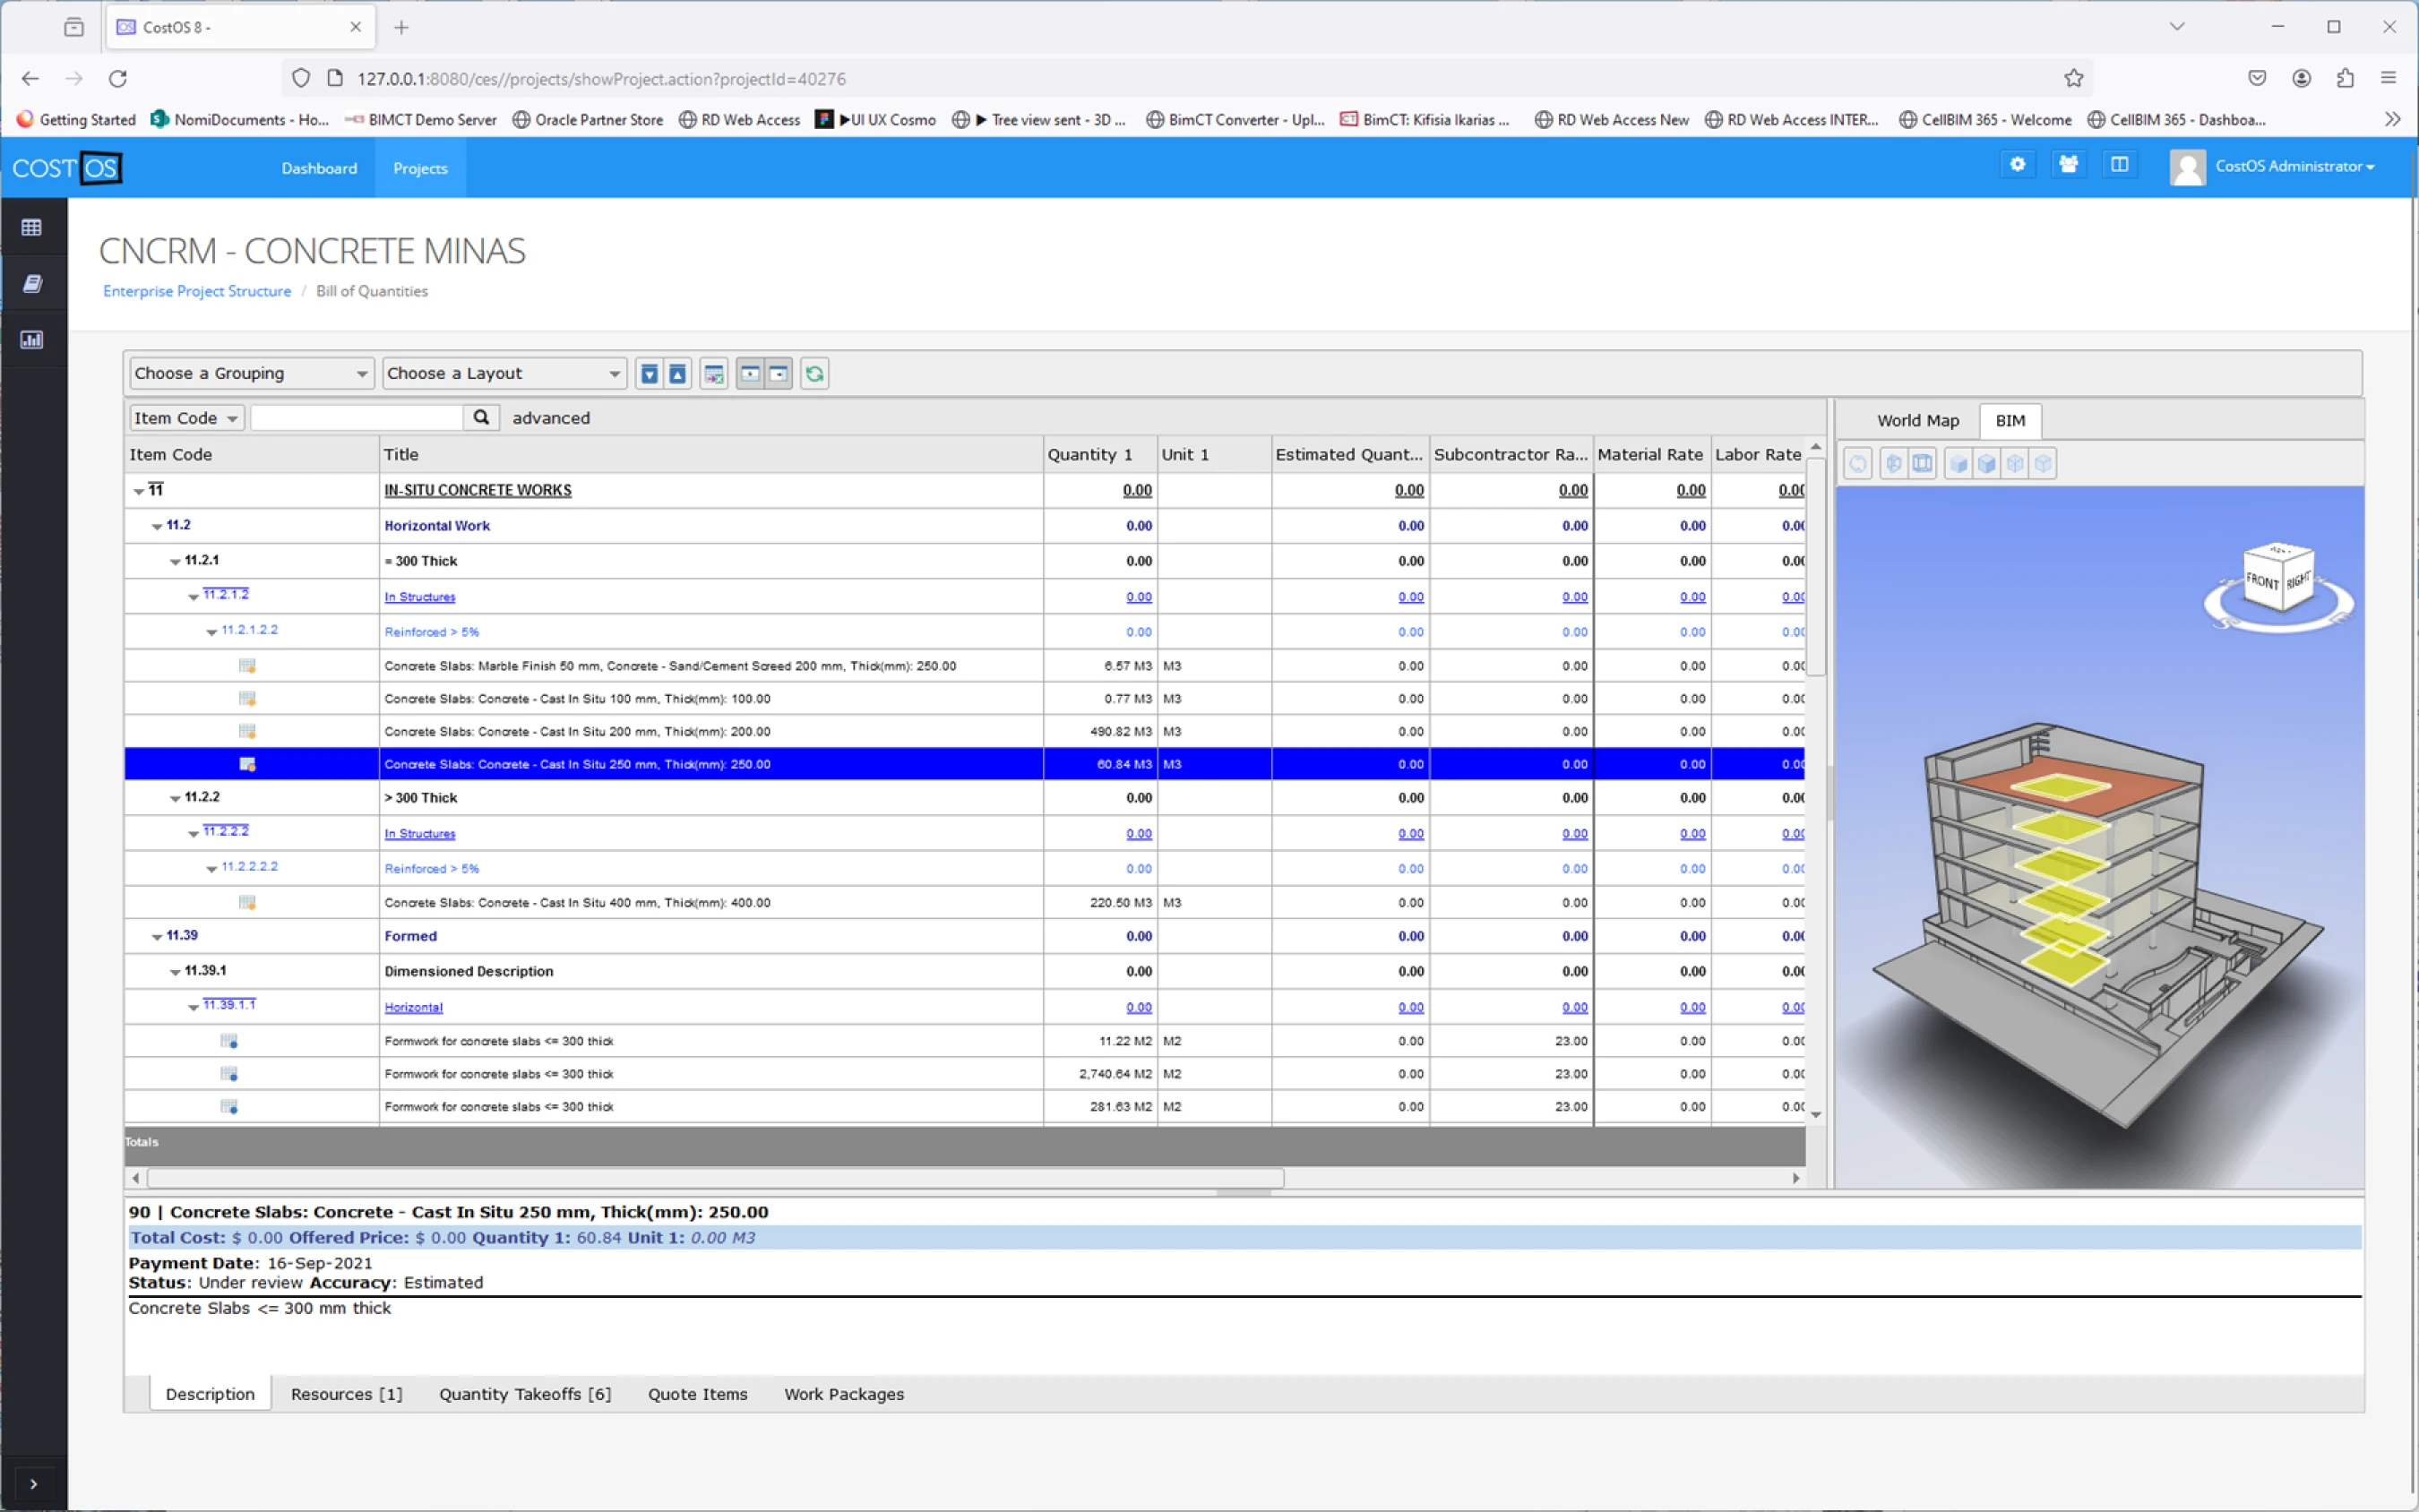 CostOS 8 -
127.0.0.1:8080/ces//projects/showProject.action?projectId=40276
Getting Started NomiDocuments - Ho... BIMCT Demo Server Oracle Partner Store RD Web Access ▶UI UX Cosmo ▶ Tree view sent - 3D ... BimCT Converter - Upl... BimCT: Kifisia Ikarias ... RD Web Access New RD Web Access INTER... CellBIM 365 - Welcome CellBIM 365 - Dashboa...
COST OS Dashboard Projects CostOS Administrator
CNCRM - CONCRETE MINAS
Enterprise Project Structure / Bill of Quantities
Choose a Grouping Choose a Layout
Item Code advanced World Map BIM
Item Code Title Quantity 1 Unit 1 Estimated Quant... Subcontractor Ra... Material Rate Labor Rate
11 IN-SITU CONCRETE WORKS 0.00 0.00 0.00 0.00 0.00
11.2 Horizontal Work 0.00 0.00 0.00 0.00 0.00
11.2.1 = 300 Thick 0.00 0.00 0.00 0.00 0.00
11.2.1.2 In Structures 0.00 0.00 0.00 0.00 0.00
11.2.1.2.2 Reinforced > 5% 0.00 0.00 0.00 0.00 0.00
Concrete Slabs: Marble Finish 50 mm, Concrete - Sand/Cement Screed 200 mm, Thick(mm): 250.00 6.57 M3 M3 0.00 0.00 0.00 0.00
Concrete Slabs: Concrete - Cast In Situ 100 mm, Thick(mm): 100.00 0.77 M3 M3 0.00 0.00 0.00 0.00
Concrete Slabs: Concrete - Cast In Situ 200 mm, Thick(mm): 200.00 490.82 M3 M3 0.00 0.00 0.00 0.00
Concrete Slabs: Concrete - Cast In Situ 250 mm, Thick(mm): 250.00 60.84 M3 M3 0.00 0.00 0.00 0.00
11.2.2 > 300 Thick 0.00 0.00 0.00 0.00 0.00
11.2.2.2 In Structures 0.00 0.00 0.00 0.00 0.00
11.2.2.2.2 Reinforced > 5% 0.00 0.00 0.00 0.00 0.00
Concrete Slabs: Concrete - Cast In Situ 400 mm, Thick(mm): 400.00 220.50 M3 M3 0.00 0.00 0.00 0.00
11.39 Formed 0.00 0.00 0.00 0.00 0.00
11.39.1 Dimensioned Description 0.00 0.00 0.00 0.00 0.00
11.39.1.1 Horizontal 0.00 0.00 0.00 0.00 0.00
Formwork for concrete slabs <= 300 thick 11.22 M2 M2 0.00 23.00 0.00 0.00
Formwork for concrete slabs <= 300 thick 2,740.64 M2 M2 0.00 23.00 0.00 0.00
Formwork for concrete slabs <= 300 thick 281.63 M2 M2 0.00 23.00 0.00 0.00
Totals
FRONT RIGHT
90 | Concrete Slabs: Concrete - Cast In Situ 250 mm, Thick(mm): 250.00
Total Cost: $ 0.00 Offered Price: $ 0.00 Quantity 1: 60.84 Unit 1: 0.00 M3
Payment Date: 16-Sep-2021
Status: Under review Accuracy: Estimated
Concrete Slabs <= 300 mm thick
Description Resources [1] Quantity Takeoffs [6] Quote Items Work Packages